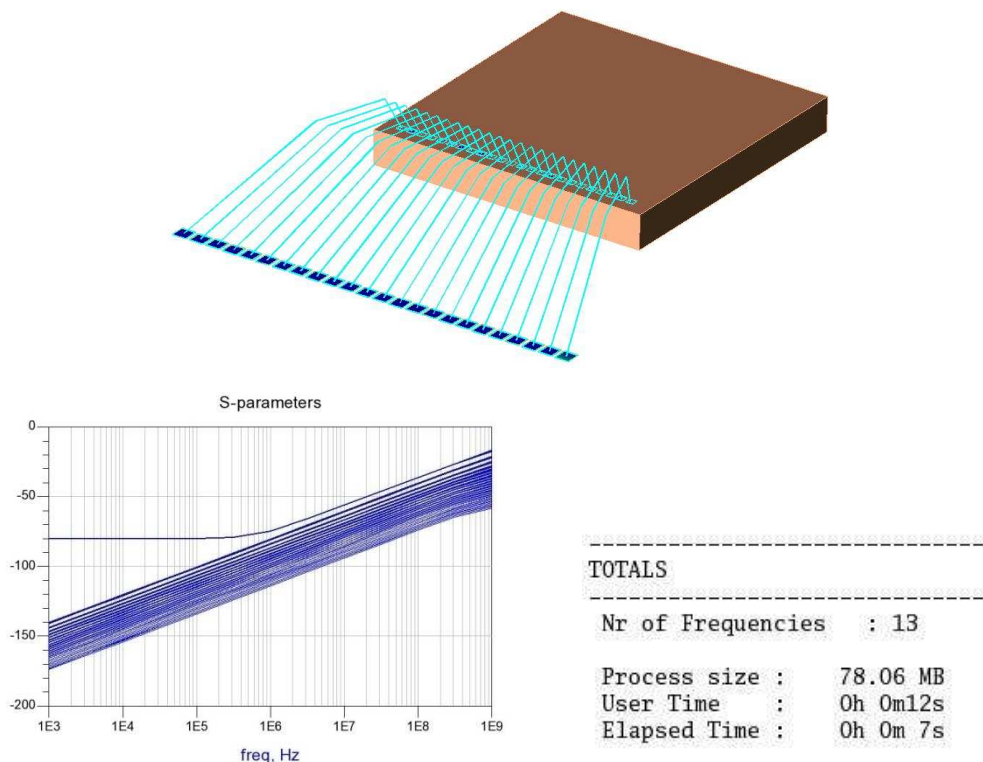 S-parameters
0
-50
-100
-150
-200
1E3 1E4 1E5 1E6 1E7 1E8 1E9
freq, Hz
TOTALS
Nr of Frequencies : 13
Process size : 78.06 MB
User Time : 0h 0m12s
Elapsed Time : 0h 0m 7s